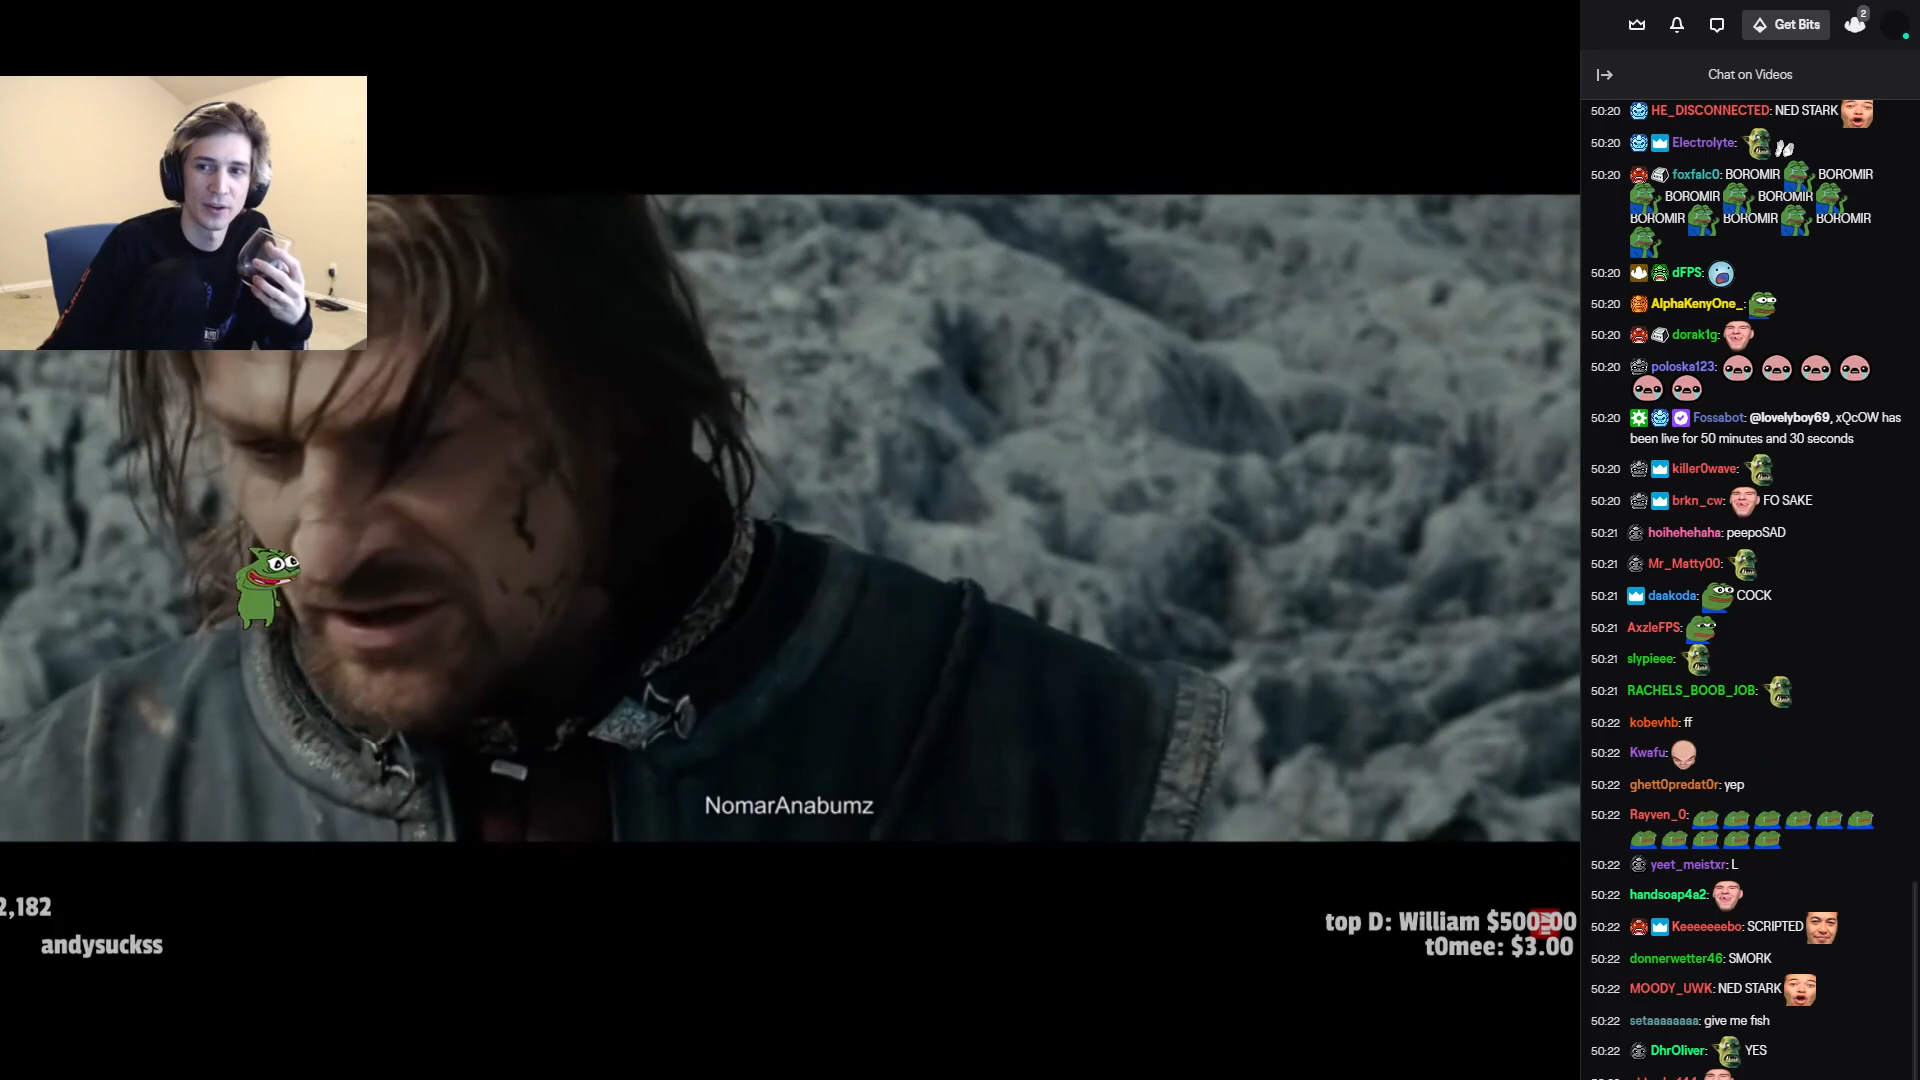 2
Get Bits
Chat on Videos
50:20 HE_DISCONNECTED: NED STARK
50:20 Electrolyte:
50:20 foxfalc0: BOROMIR BOROMIR
BOROMIR BOROMIR
BOROMIR BOROMIR BOROMIR
50:20 dFPS:
50:20 AlphaKenyOne_:
50:20 dorak1g:
50:20 poloska123:
50:20 Fossabot: @lovelyboy69, xQcOW has
been live for 50 minutes and 30 seconds
50:20 killer0wave:
50:20 brkn_cw: FO SAKE
50:21 hoihehehaha: peepoSAD
50:21 Mr_Matty00:
50:21 daakoda: COCK
50:21 AxzleFPS:
50:21 slypieee:
50:21 RACHELS_BOOB_JOB:
50:22 kobevhb: ff
50:22 Kwafu:
50:22 ghett0predat0r: yep
50:22 Rayven_0:
50:22 yeet_meistxr: L
50:22 handsoap4a2:
50:22 Keeeeeeebo: SCRIPTED
50:22 donnerwetter46: SMORK
50:22 MOODY_UWK: NED STARK
50:22 setaaaaaaaa: give me fish
50:22 DhrOliver: YES
NomarAnabumz
2,182
andysuckss
top D: William $500.00
t0mee: $3.00